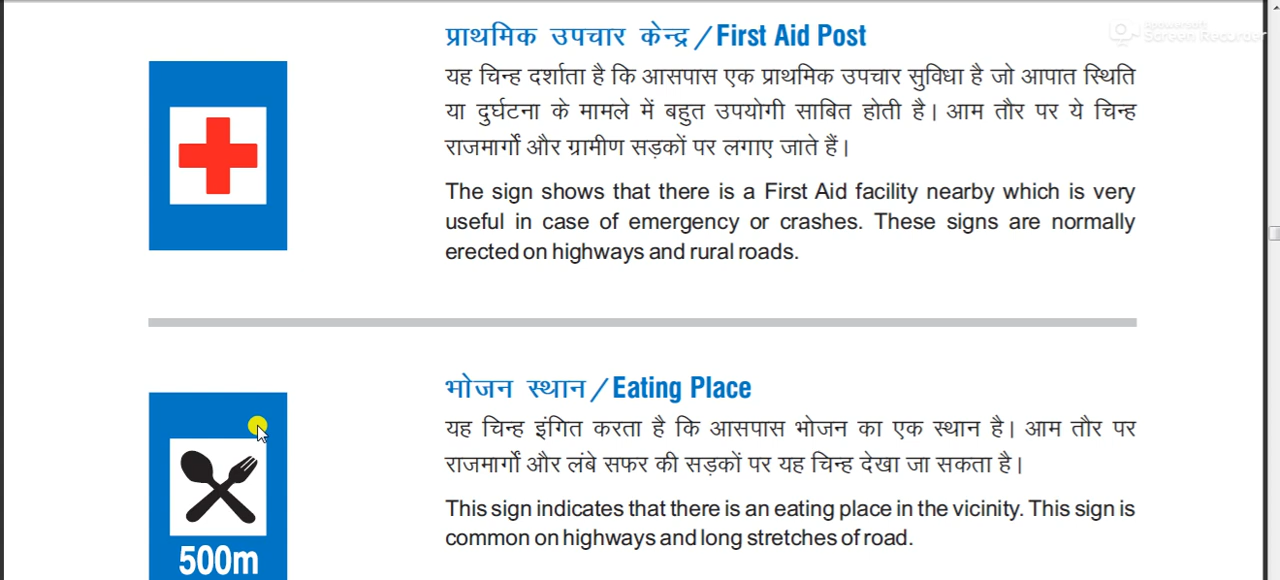 Apowersoft
Screen Recorder
प्राथमिक उपचार केन्द्र / First Aid Post
यह चिन्ह दर्शाता है कि आसपास एक प्राथमिक उपचार सुविधा है जो आपात स्थिति
या दुर्घटना के मामले में बहुत उपयोगी साबित होती है। आम तौर पर ये चिन्ह
राजमार्गों और ग्रामीण सड़कों पर लगाए जाते हैं।
The sign shows that there is a First Aid facility nearby which is very
useful in case of emergency or crashes. These signs are normally
erected on highways and rural roads.
भोजन स्थान / Eating Place
यह चिन्ह इंगित करता है कि आसपास भोजन का एक स्थान है। आम तौर पर
राजमार्गों और लंबे सफर की सड़कों पर यह चिन्ह देखा जा सकता है।
This sign indicates that there is an eating place in the vicinity. This sign is
common on highways and long stretches of road.
500m